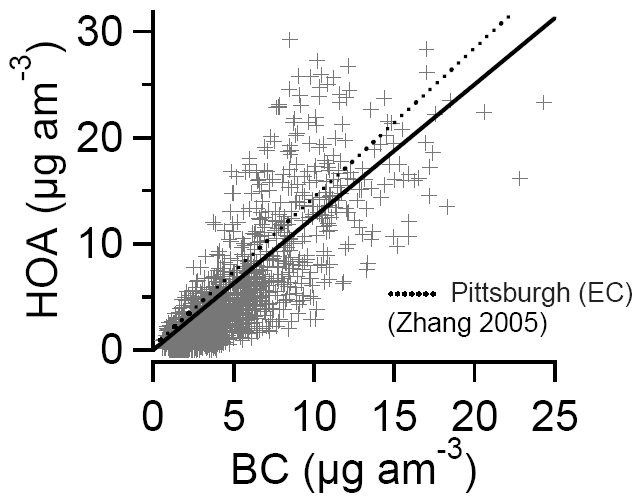 30
20
10
0
HOA (µg am⁻³)
Pittsburgh (EC)
(Zhang 2005)
0 5 10 15 20 25
BC (µg am⁻³)